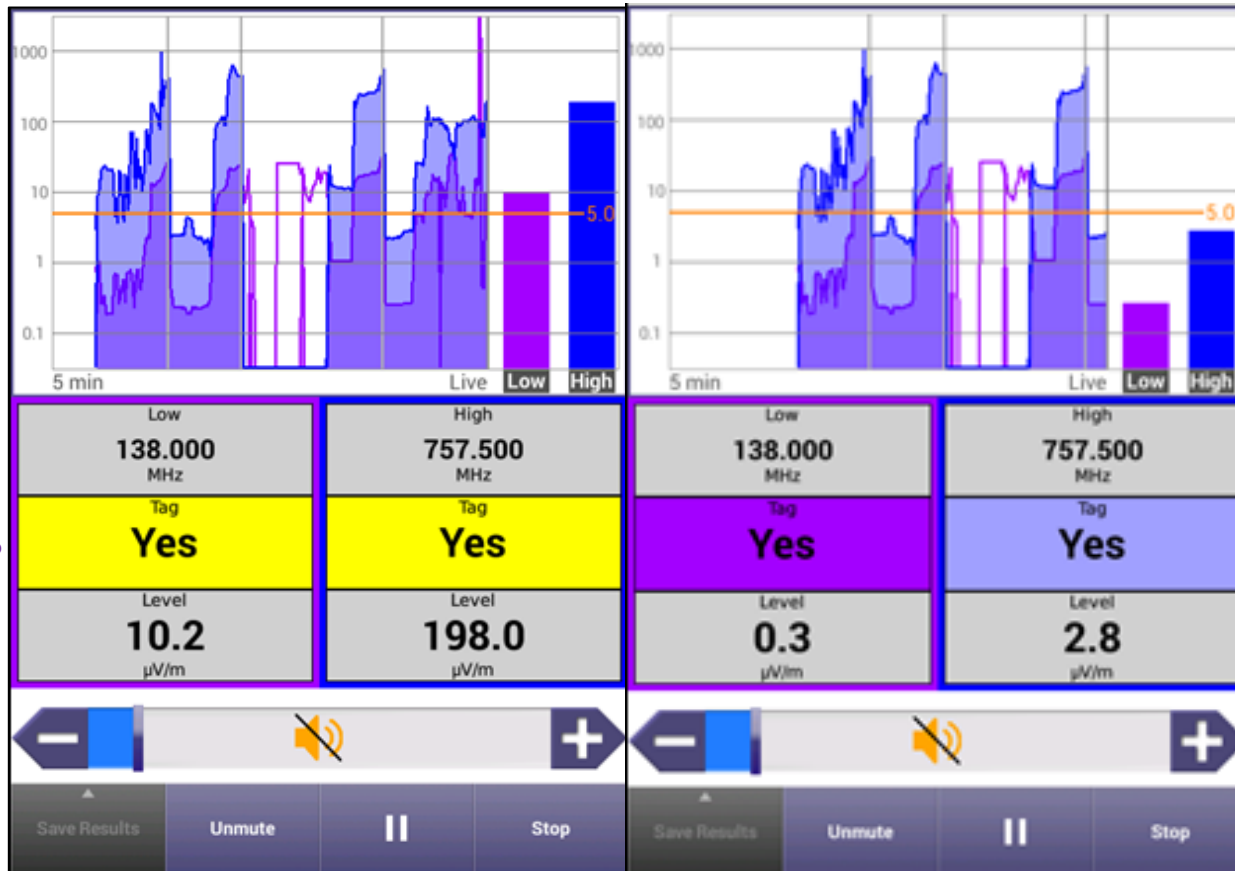 1000
100
10
5.0
1
0.1
5 min Live Low High
Low High
138.000 757.500
MHz MHz
Tag Tag
Yes Yes
Level Level
10.2 198.0
µV/m µV/m
Save Results Unmute Stop
1000
100
10
5.0
1
0.1
5 min Live Low High
Low High
138.000 757.500
MHz MHz
Tag Tag
Yes Yes
Level Level
0.3 2.8
µV/m µV/m
Save Results Unmute Stop